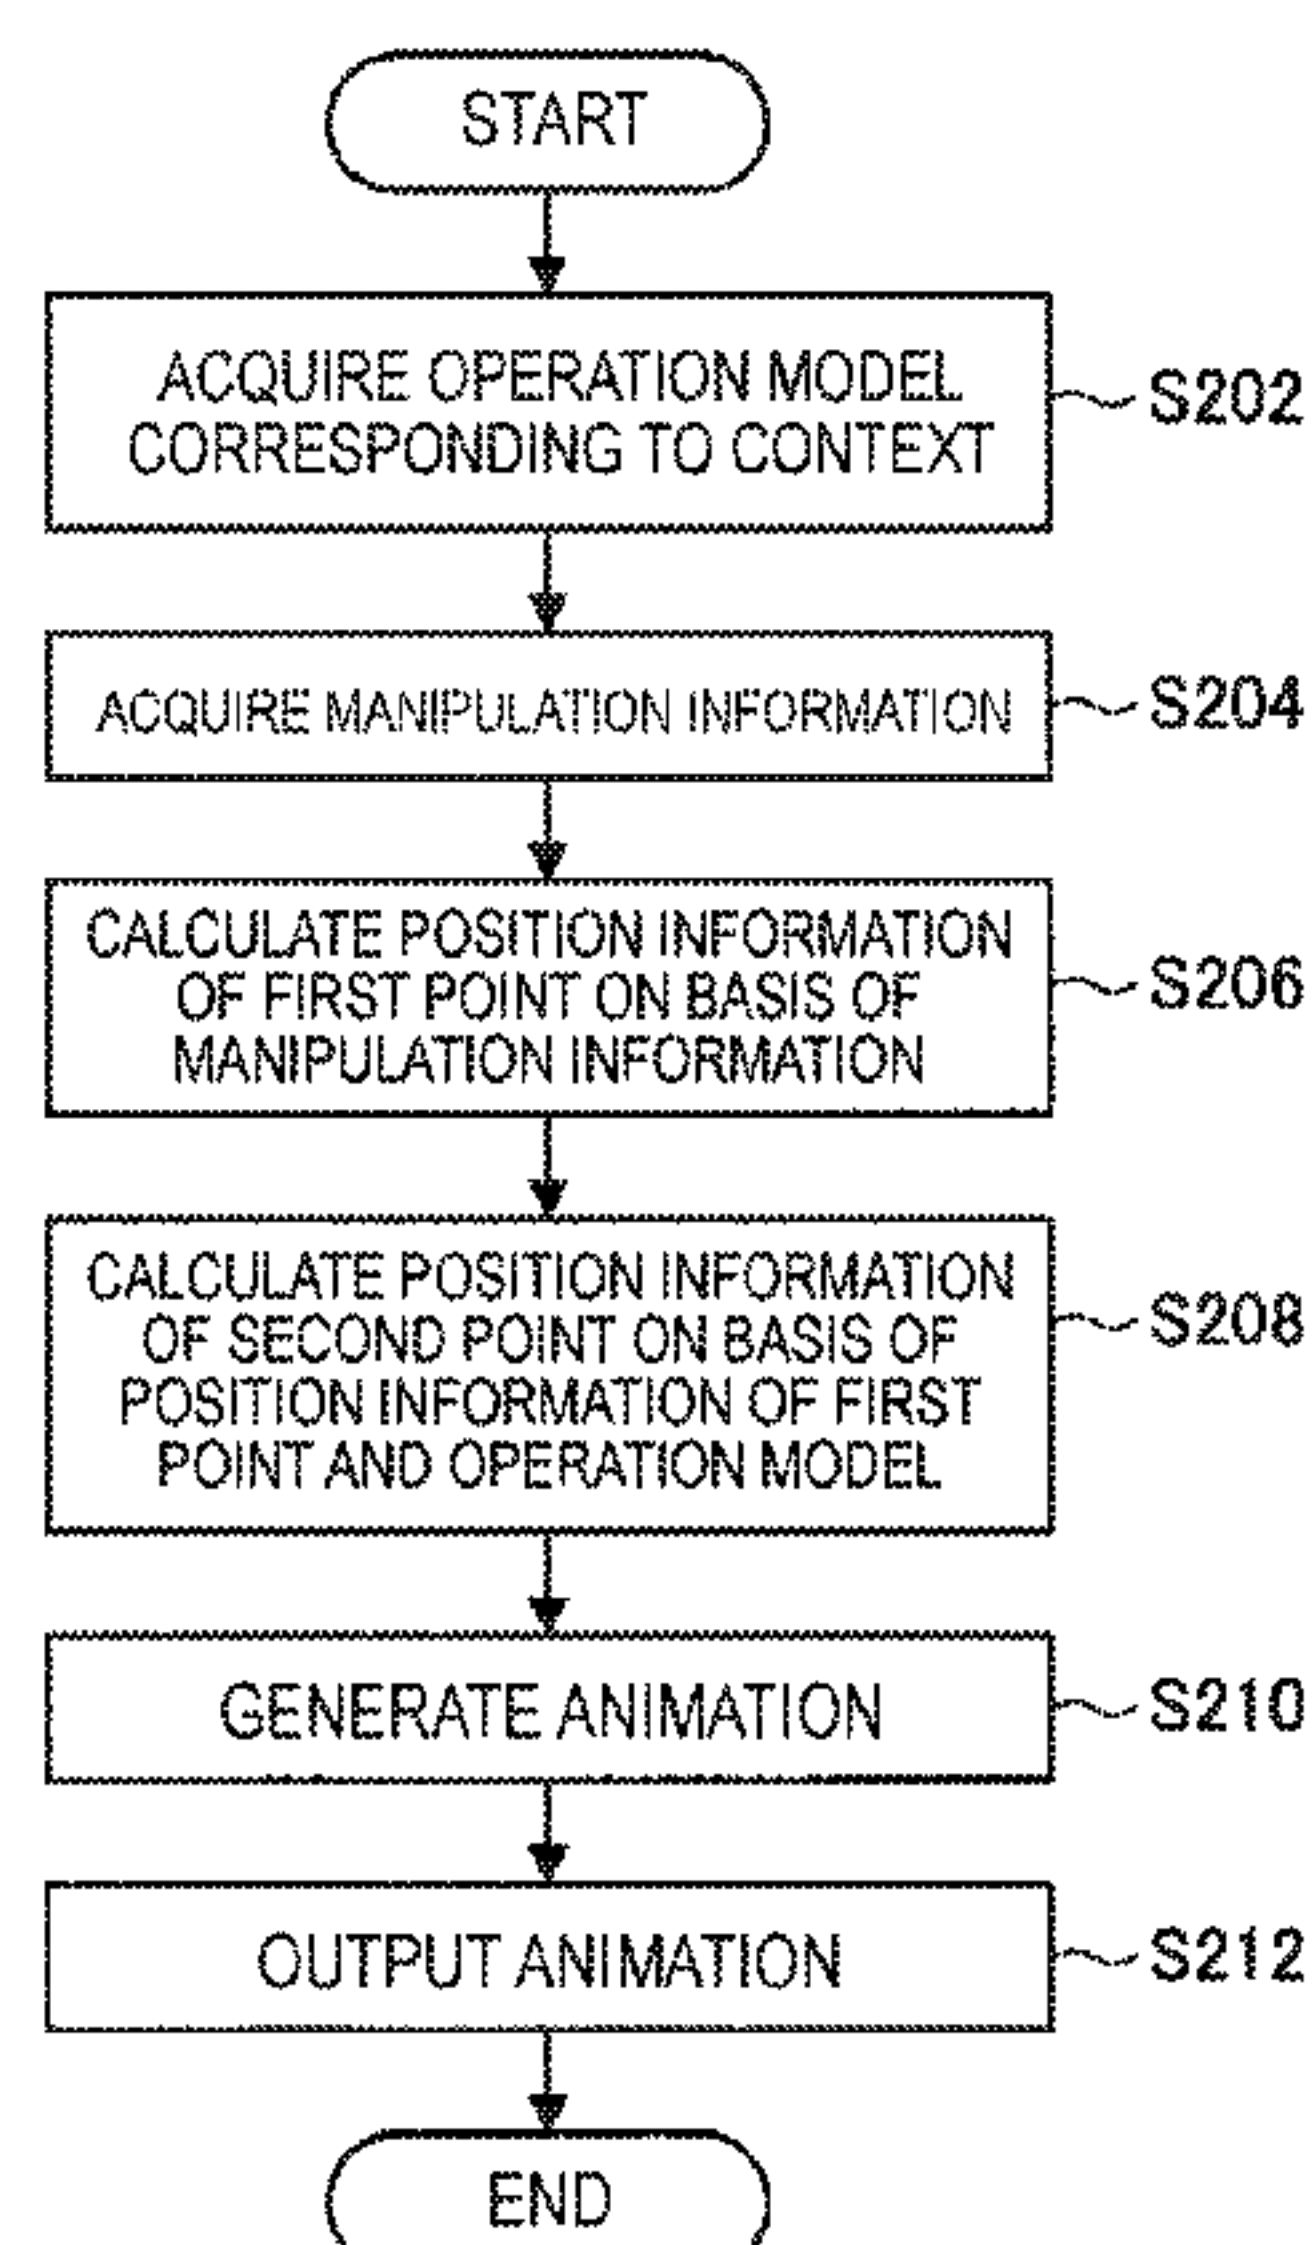 START
ACQUIRE OPERATION MODEL
CORRESPONDING TO CONTEXT
S202
ACQUIRE MANIPULATION INFORMATION
S204
CALCULATE POSITION INFORMATION
OF FIRST POINT ON BASIS OF
MANIPULATION INFORMATION
S206
CALCULATE POSITION INFORMATION
OF SECOND POINT ON BASIS OF
POSITION INFORMATION OF FIRST
POINT AND OPERATION MODEL
S208
GENERATE ANIMATION
S210
OUTPUT ANIMATION
S212
END